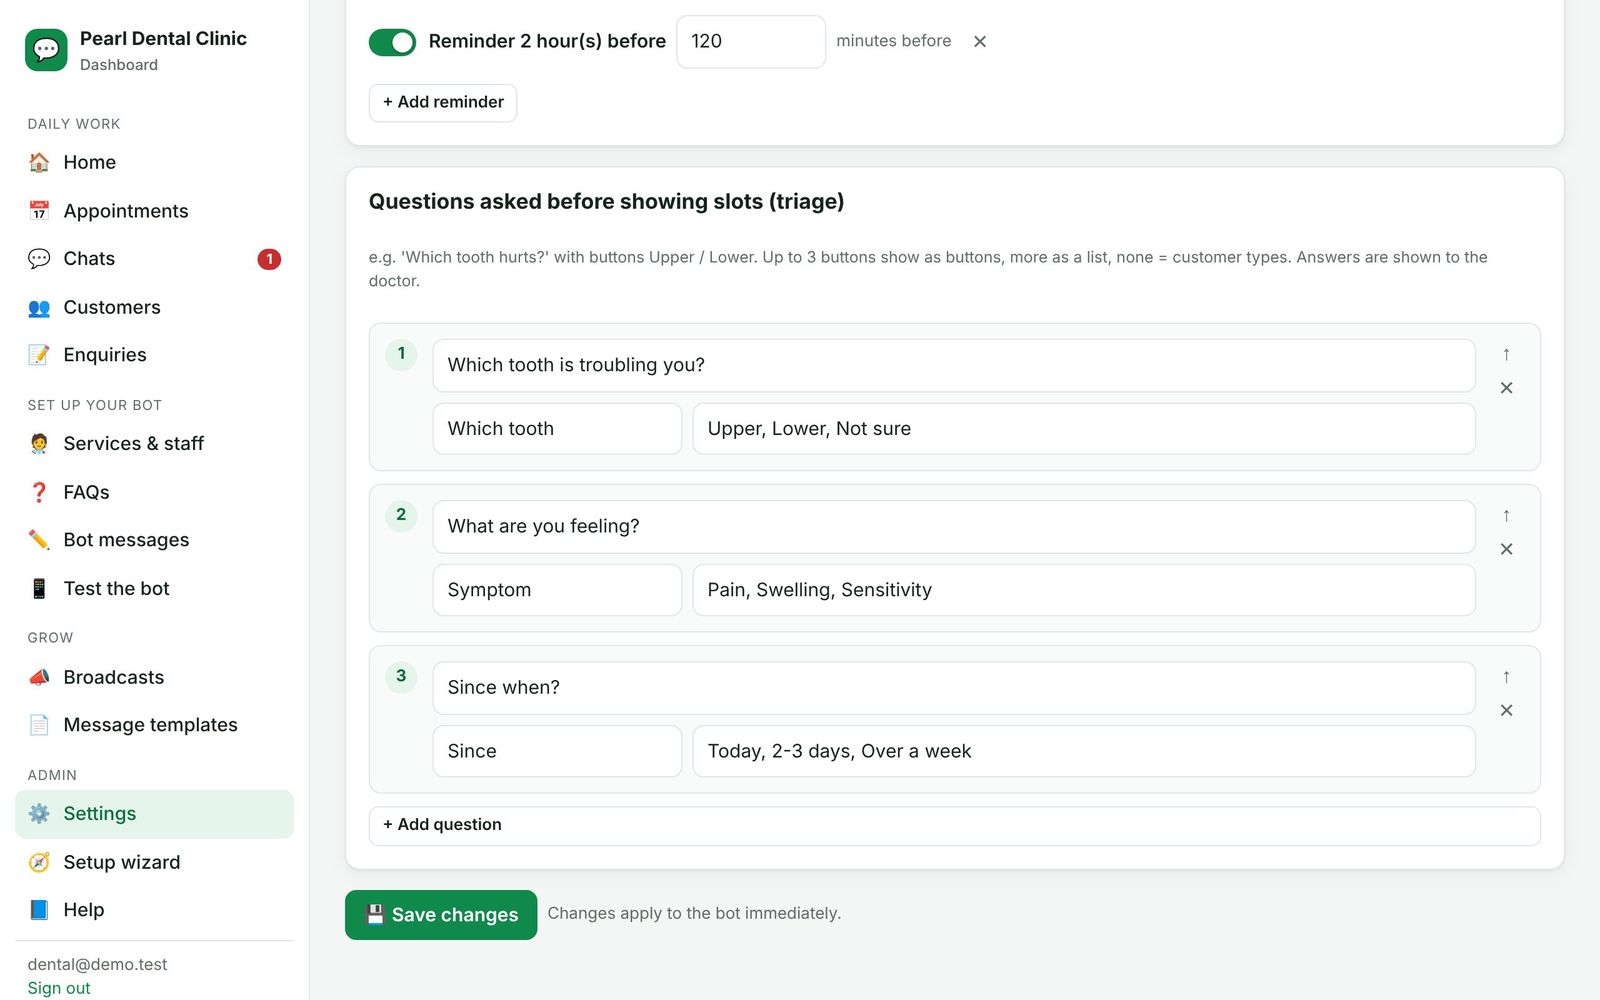 Pearl Dental Clinic
Dashboard
DAILY WORK
Home
Appointments
Chats 1
Customers
Enquiries
SET UP YOUR BOT
Services & staff
FAQs
Bot messages
Test the bot
GROW
Broadcasts
Message templates
ADMIN
Settings
Setup wizard
Help
dental@demo.test
Sign out
Reminder 2 hour(s) before 120 minutes before ✕
+ Add reminder
Questions asked before showing slots (triage)
e.g. 'Which tooth hurts?' with buttons Upper / Lower. Up to 3 buttons show as buttons, more as a list, none = customer types. Answers are shown to the
doctor.
1 Which tooth is troubling you? ↑
Which tooth Upper, Lower, Not sure ✕
2 What are you feeling? ↑
Symptom Pain, Swelling, Sensitivity ✕
3 Since when? ↑
Since Today, 2-3 days, Over a week ✕
+ Add question
Save changes Changes apply to the bot immediately.